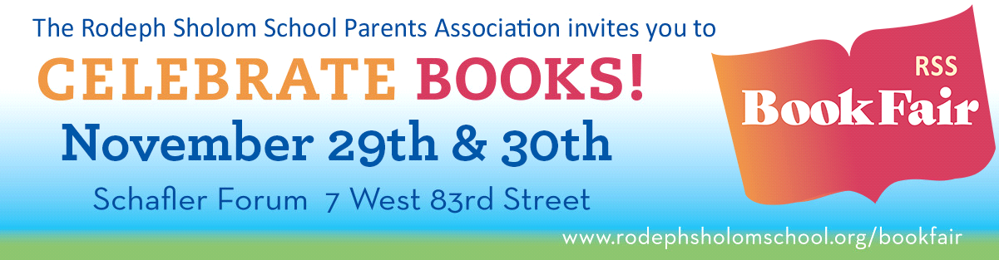 The Rodeph Sholom School Parents Association invites you to
CELEBRATE BOOKS!
November 29th & 30th
Schafler Forum 7 West 83rd Street
RSS
Book Fair
www.rodephsholomschool.org/bookfair